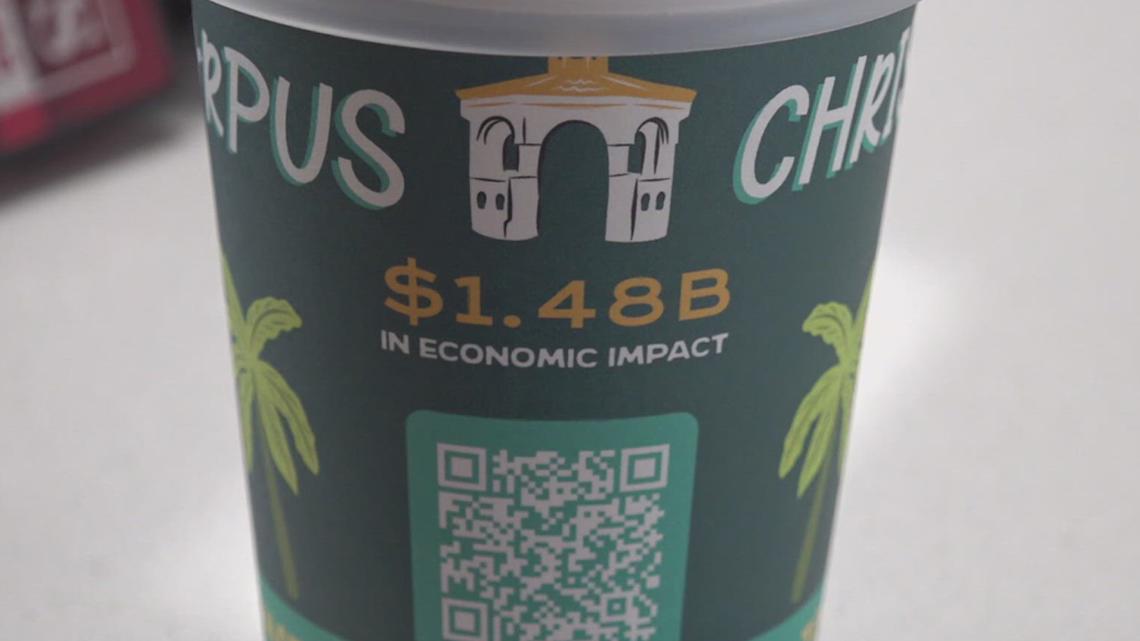 RPUS CHRI
$1.48B
IN ECONOMIC IMPACT